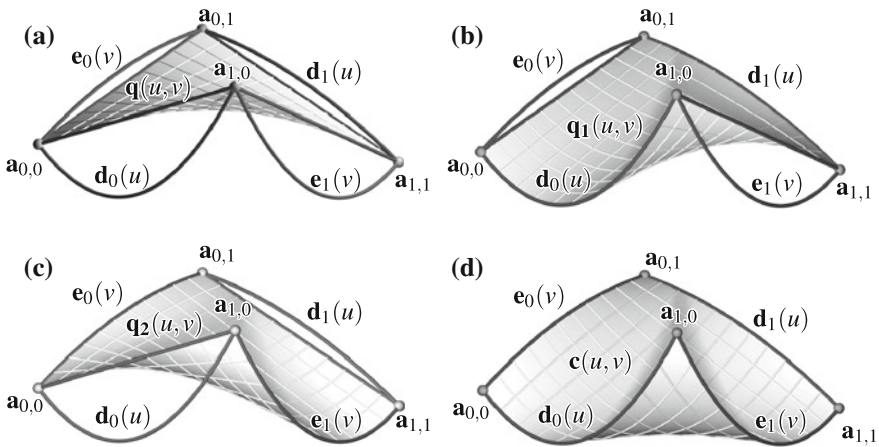 (a)
a0,1
e0(v)
a1,0
d1(u)
q(u,v)
a0,0
d0(u)
e1(v)
a1,1
(b)
a0,1
e0(v)
a1,0
d1(u)
q1(u,v)
a0,0
d0(u)
e1(v)
a1,1
(c)
a0,1
e0(v)
a1,0
d1(u)
q2(u,v)
a0,0
d0(u)
e1(v)
a1,1
(d)
a0,1
e0(v)
a1,0
d1(u)
c(u,v)
a0,0
d0(u)
e1(v)
a1,1